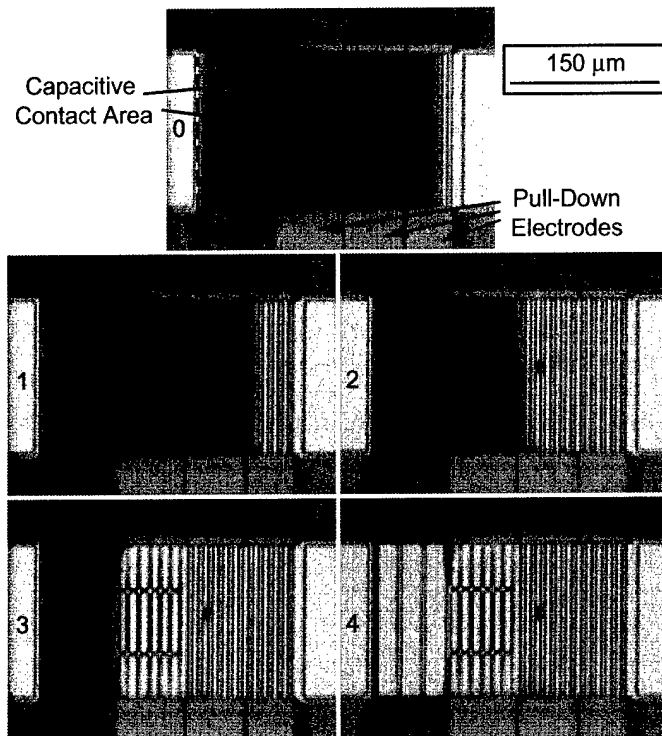 150 µm
Capacitive
Contact Area
0
Pull-Down
Electrodes
1
2
3
4